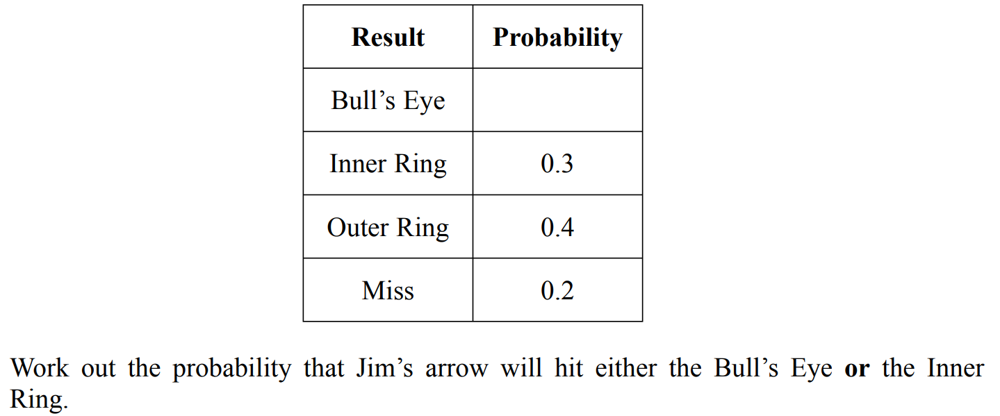 Result Probability
Bull’s Eye
Inner Ring 0.3
Outer Ring 0.4
Miss 0.2
Work out the probability that Jim’s arrow will hit either the Bull’s Eye or the Inner
Ring.